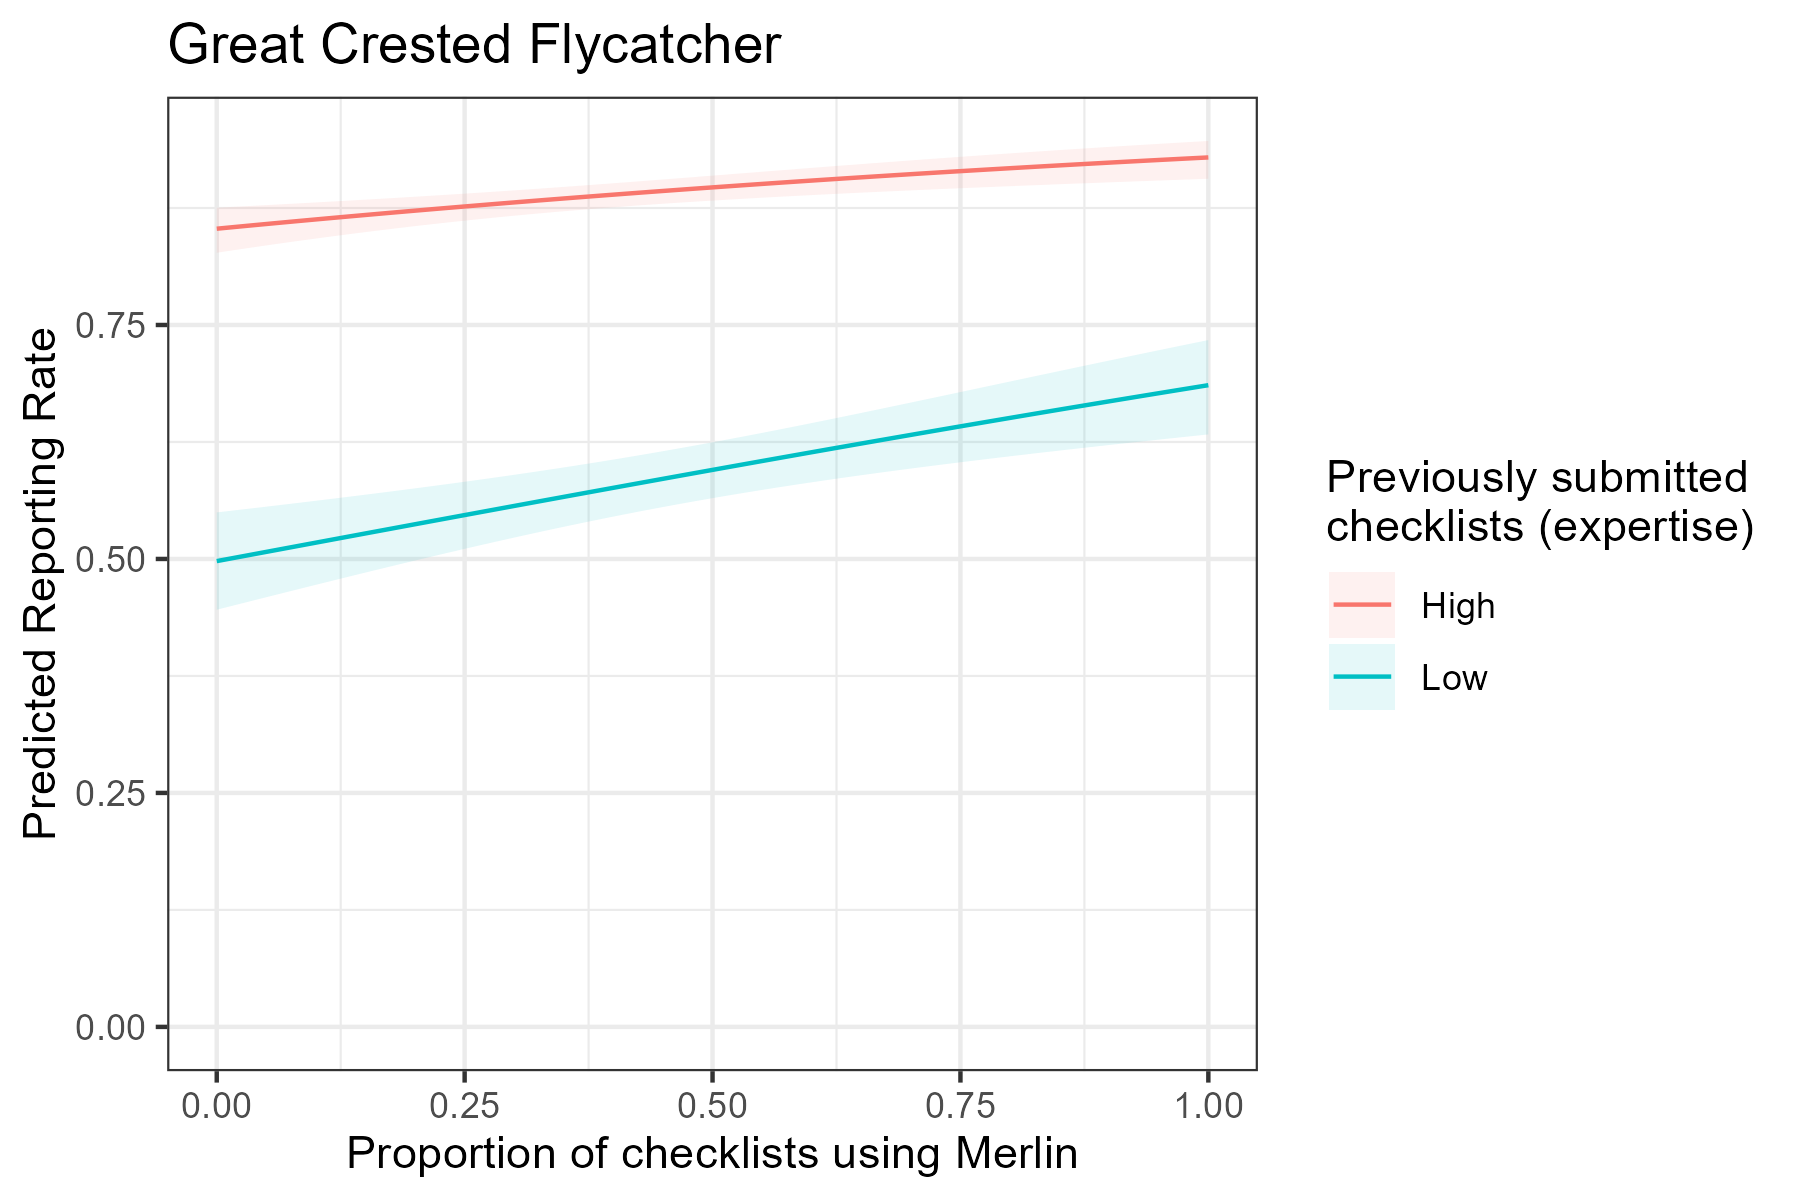 Great Crested Flycatcher
Predicted Reporting Rate
0.75
0.50
0.25
0.00
0.00 0.25 0.50 0.75 1.00
Proportion of checklists using Merlin
Previously submitted
checklists (expertise)
High
Low